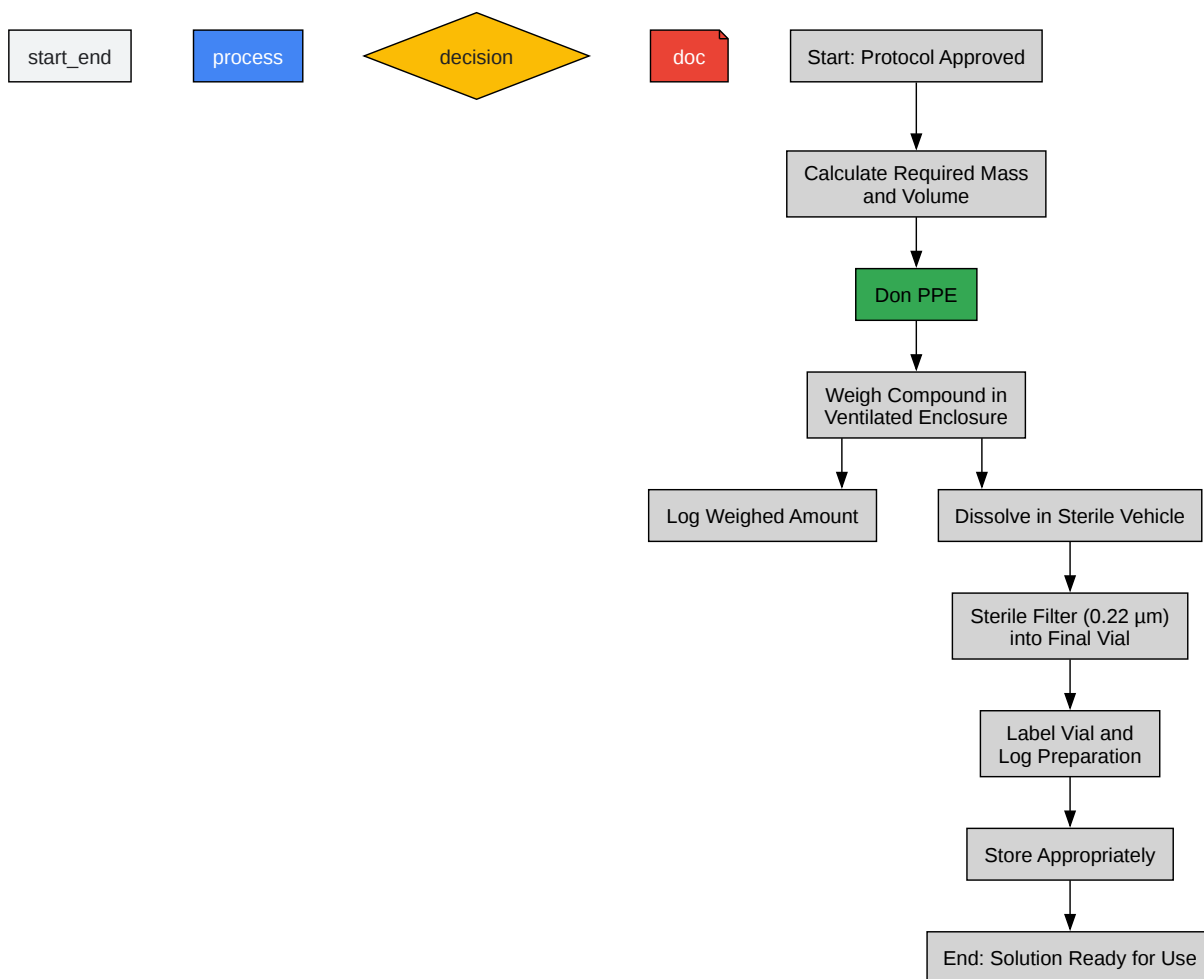 start_end
process
decision
doc
Start: Protocol Approved
Calculate Required Mass
and Volume
Don PPE
Weigh Compound in
Ventilated Enclosure
Log Weighed Amount
Dissolve in Sterile Vehicle
Sterile Filter (0.22 µm)
into Final Vial
Label Vial and
Log Preparation
Store Appropriately
End: Solution Ready for Use